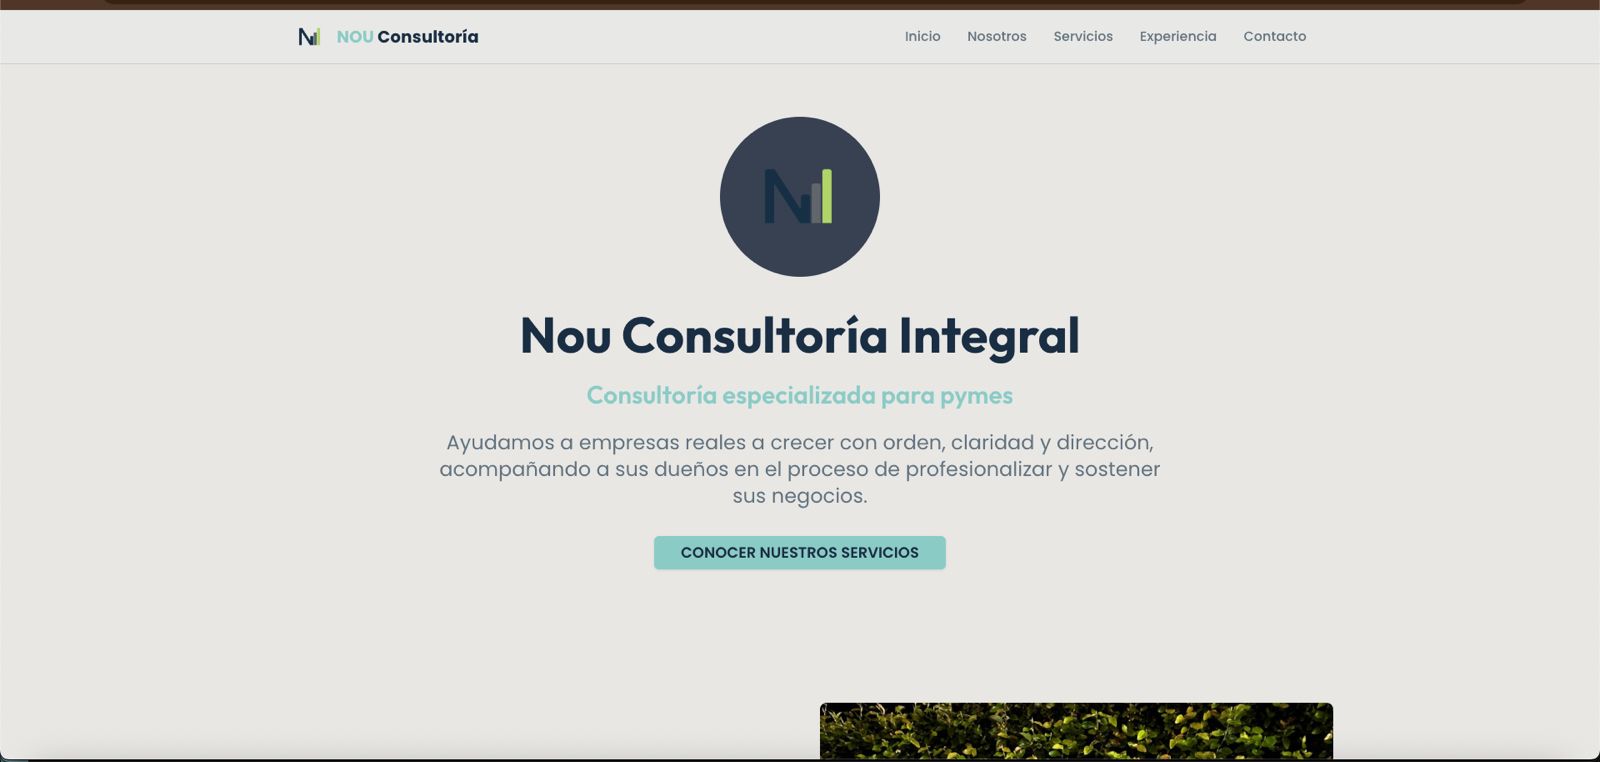 NOU Consultoría
Inicio
Nosotros
Servicios
Experiencia
Contacto
N
Nou Consultoría Integral
Consultoría especializada para pymes
Ayudamos a empresas reales a crecer con orden, claridad y dirección,
acompañando a sus dueños en el proceso de profesionalizar y sostener
sus negocios.
CONOCER NUESTROS SERVICIOS